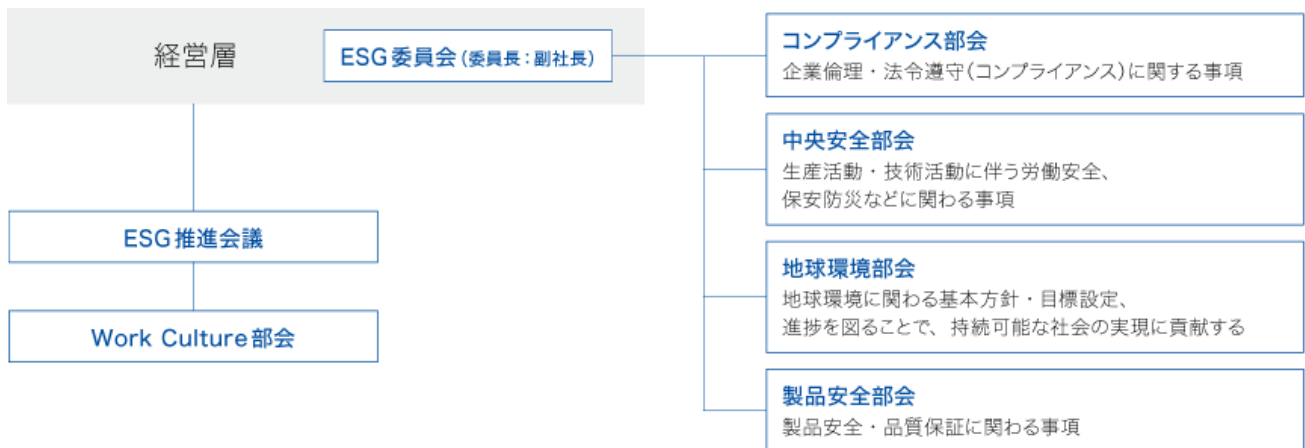 経営層
ESG委員会(委員長:副社長)
ESG推進会議
Work Culture部会
コンプライアンス部会
企業倫理・法令遵守(コンプライアンス)に関する事項
中央安全部会
生産活動・技術活動に伴う労働安全、
保安防災などに関わる事項
地球環境部会
地球環境に関わる基本方針・目標設定、
進捗を図ることで、持続可能な社会の実現に貢献する
製品安全部会
製品安全・品質保証に関わる事項